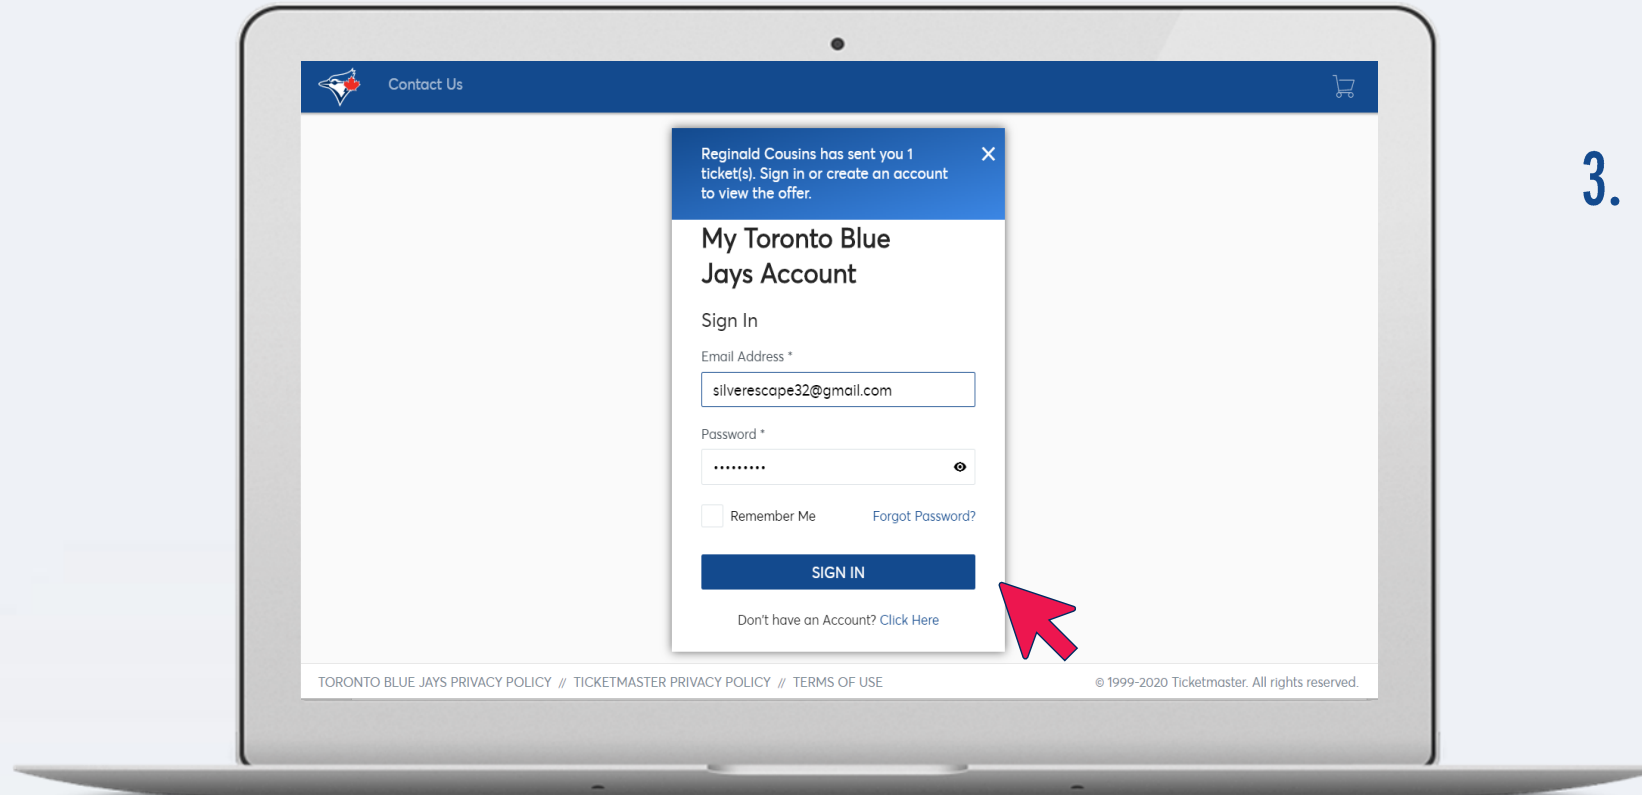 Contact Us
Reginald Cousins has sent you 1
ticket(s). Sign in or create an account
to view the offer.
My Toronto Blue
Jays Account
Sign In
Email Address *
silverescape32@gmail.com
Password *
•••••••••
Remember Me
Forgot Password?
SIGN IN
Don't have an Account? Click Here
TORONTO BLUE JAYS PRIVACY POLICY // TICKETMASTER PRIVACY POLICY // TERMS OF USE
© 1999-2020 Ticketmaster. All rights reserved.
3.